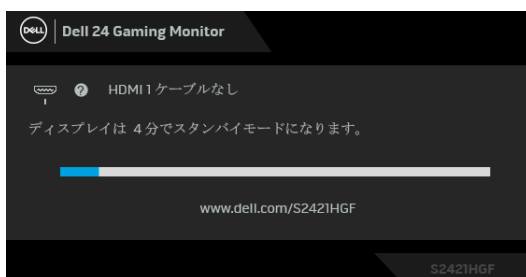 DELL Dell 24 Gaming Monitor
1 ? HDMI 1 ケーブルなし
ディスプレイは 4 分でスタンバイモードになります。
www.dell.com/S2421HGF
S2421HGF